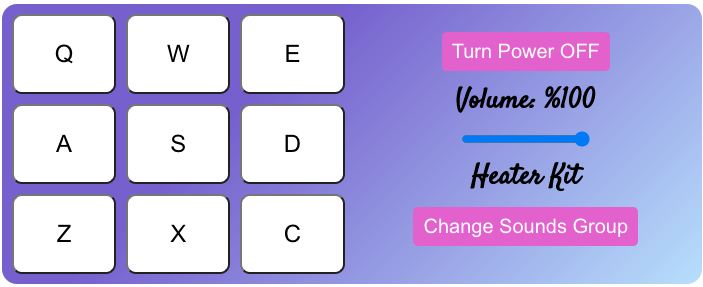 Q W E
A S D
Z X C
Turn Power OFF
Volume: %100
Heater Kit
Change Sounds Group